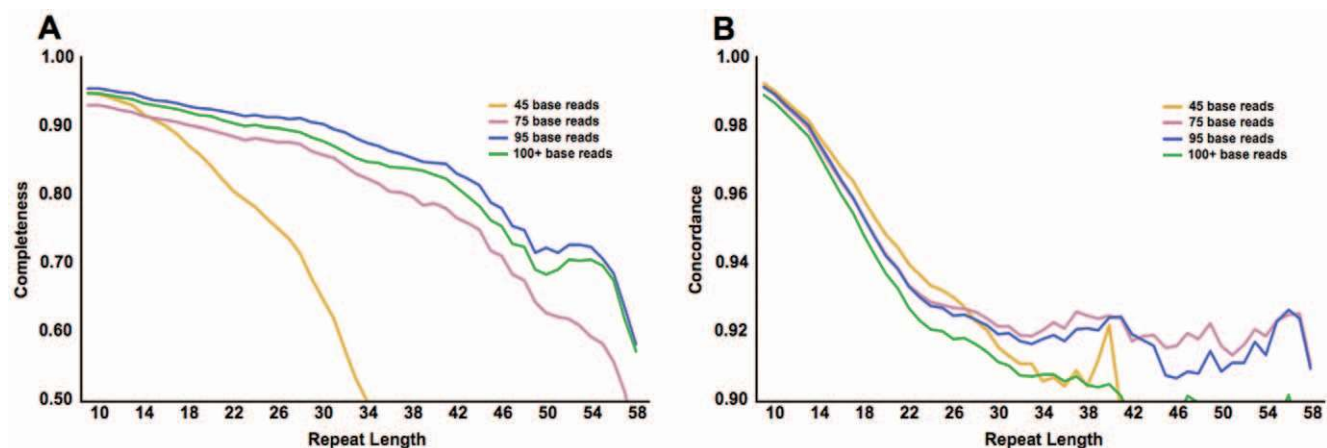 A
1.00
0.90
0.80
0.70
0.60
0.50
Completeness
10 14 18 22 26 30 34 38 42 46 50 54 58
Repeat Length
45 base reads
75 base reads
95 base reads
100+ base reads
B
1.00
0.98
0.96
0.94
0.92
0.90
Concordance
10 14 18 22 26 30 34 38 42 46 50 54 58
Repeat Length
45 base reads
75 base reads
95 base reads
100+ base reads